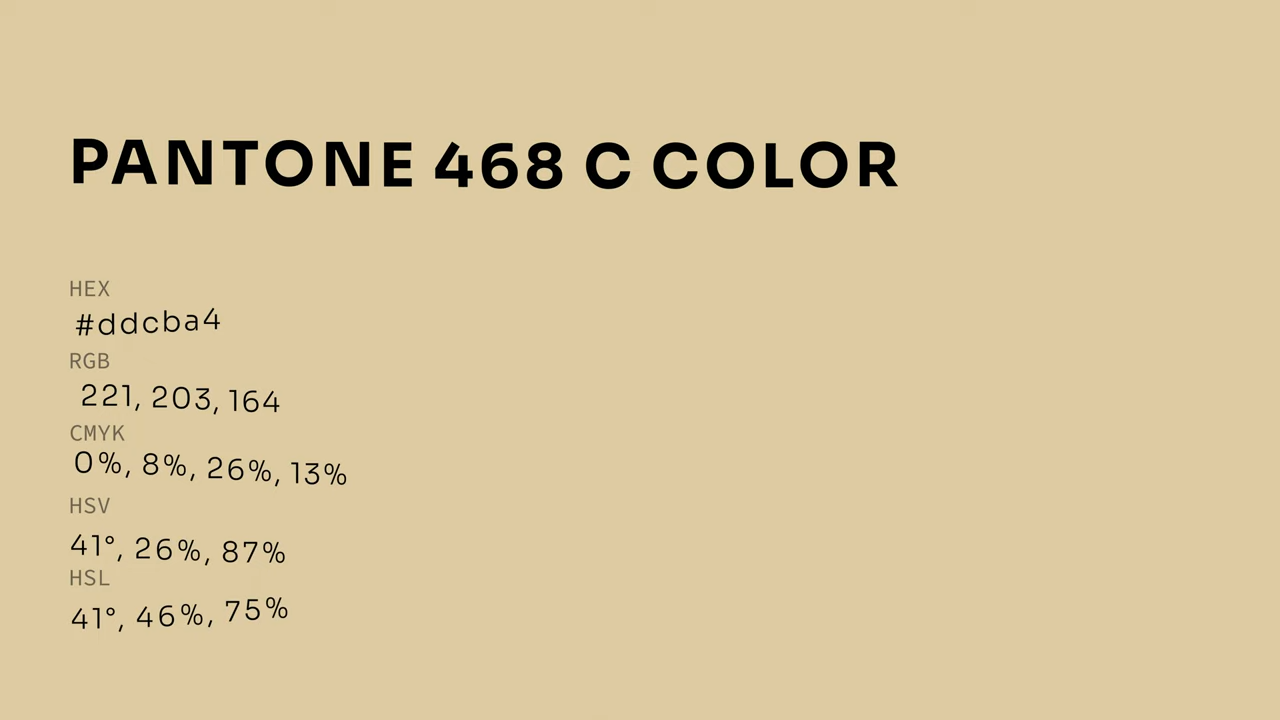 PANTONE 468 C COLOR
HEX
#ddcba4
RGB
221, 203, 164
CMYK
0%, 8%, 26%, 13%
HSV
41°, 26%, 87%
HSL
41°, 46%, 75%